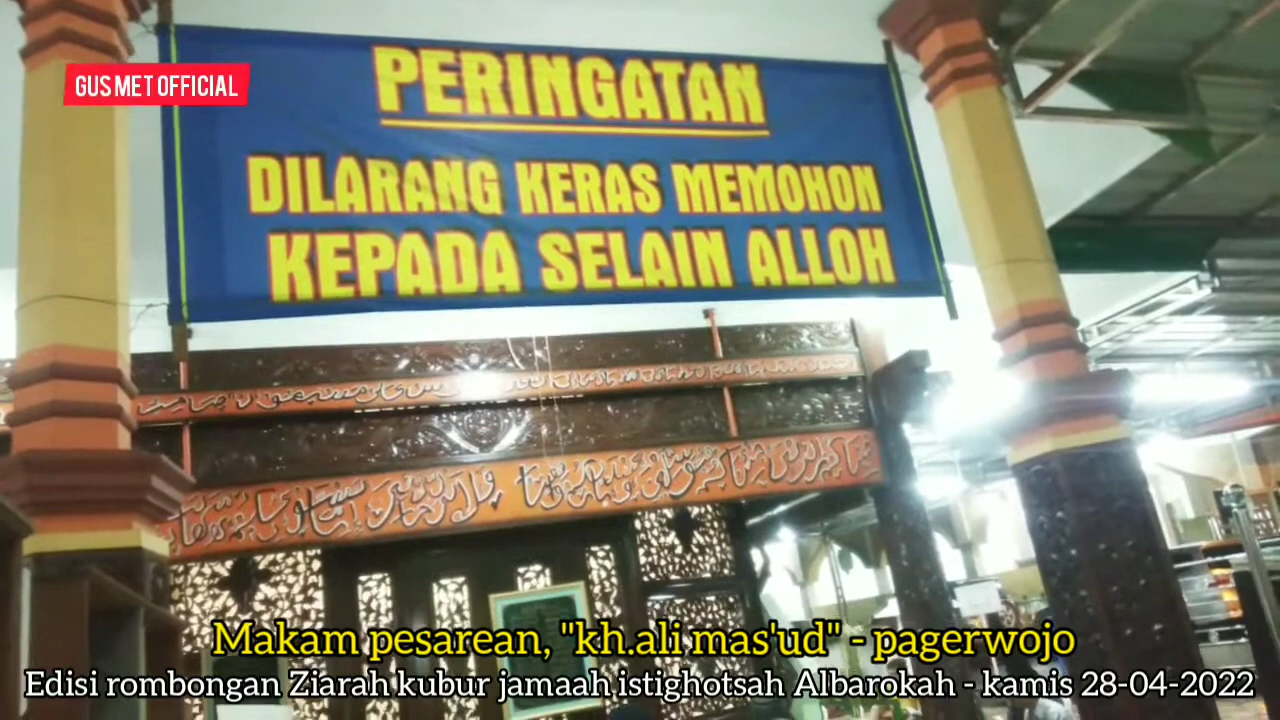 GUS MET OFFICIAL
PERINGATAN
DILARANG KERAS MEMOHON
KEPADA SELAIN ALLOH
Makam pesarean, "kh.ali mas'ud" - pagerwojo
Edisi rombongan Ziarah kubur jamaah istighotsah Albarokah - kamis 28-04-2022